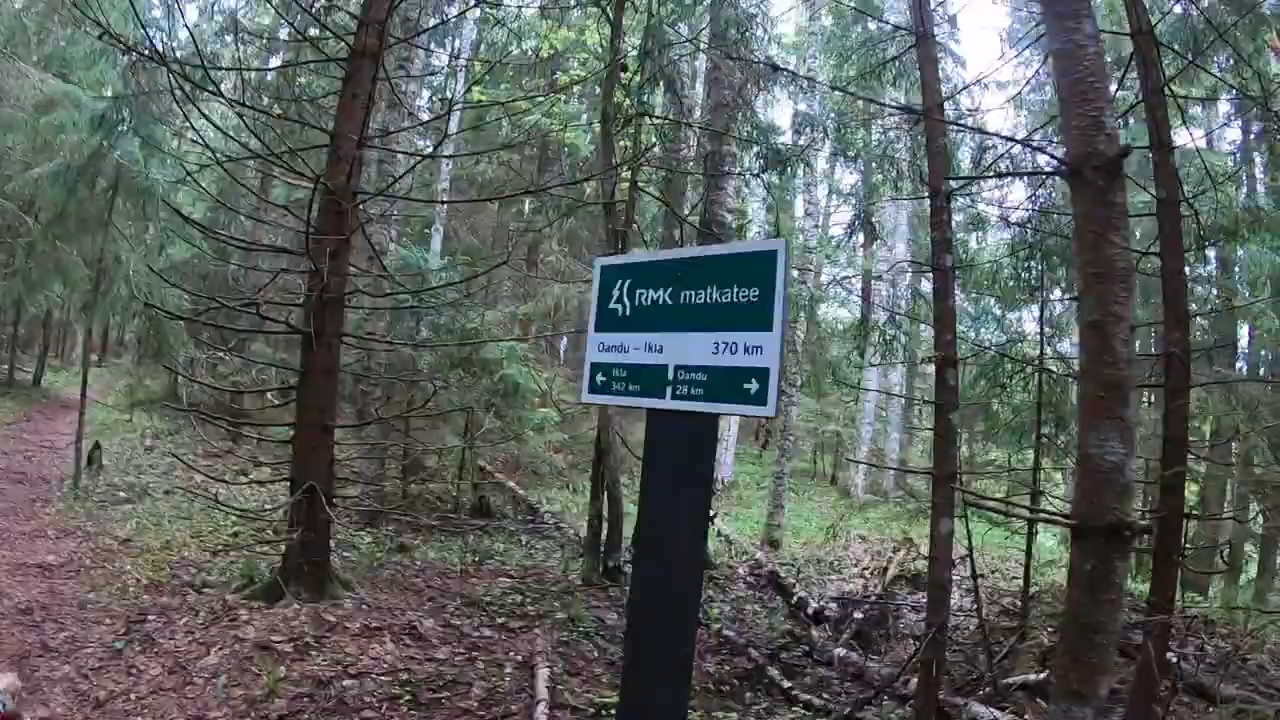 RMK matkatee
Oandu – Ikla 370 km
← Ikla 342 km
Oandu 28 km →